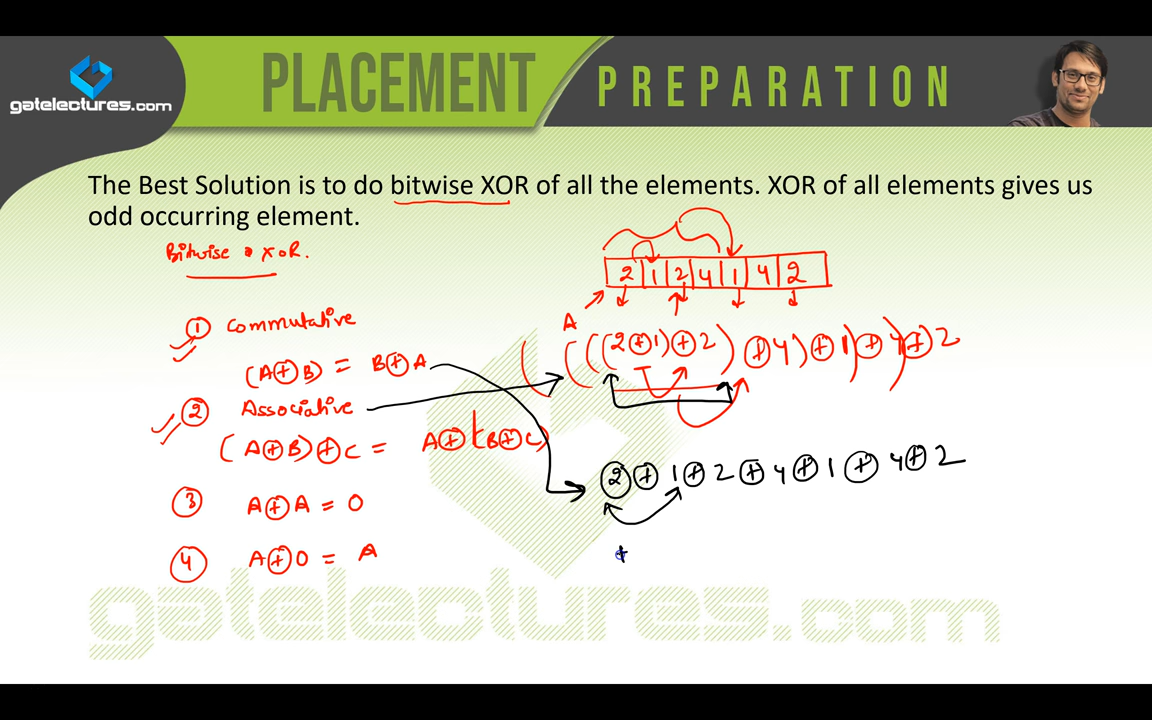 gatelectures.com
PLACEMENT PREPARATION
The Best Solution is to do bitwise XOR of all the elements. XOR of all elements gives us
odd occurring element.
Bitwise XOR.
2 1 2 4 1 4 2
A
① Commutative
((((( 2⊕1)⊕2) ⊕4)⊕1)⊕4)⊕2
(A⊕B) = B⊕A
② Associative
(A⊕B)⊕C = A⊕(B⊕C)
2⊕1⊕2⊕4⊕1⊕4⊕2
③ A⊕A = 0
④ A⊕0 = A
gatelectures.com